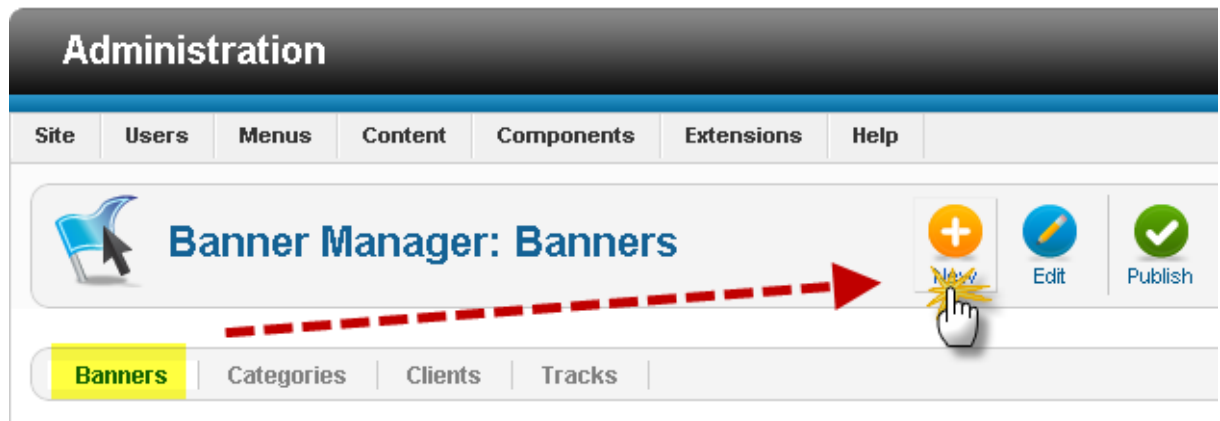 Administration
Site Users Menus Content Components Extensions Help
Banner Manager: Banners
New Edit Publish
Banners Categories Clients Tracks